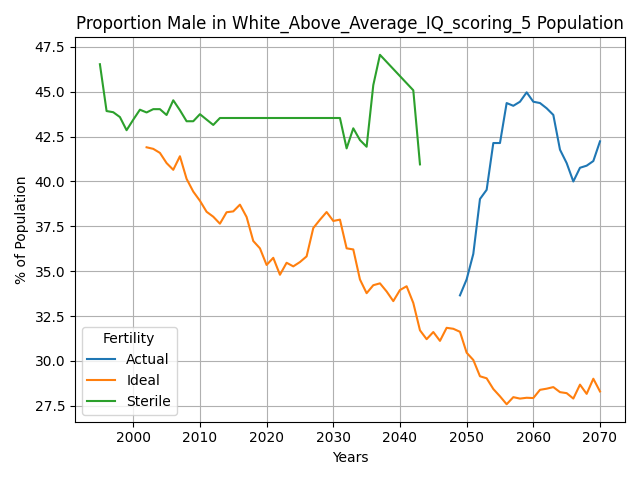 Proportion Male in White_Above_Average_IQ_scoring_5 Population
% of Population
47.5
45.0
42.5
40.0
37.5
35.0
32.5
30.0
27.5
Fertility
Actual
Ideal
Sterile
2000 2010 2020 2030 2040 2050 2060 2070
Years